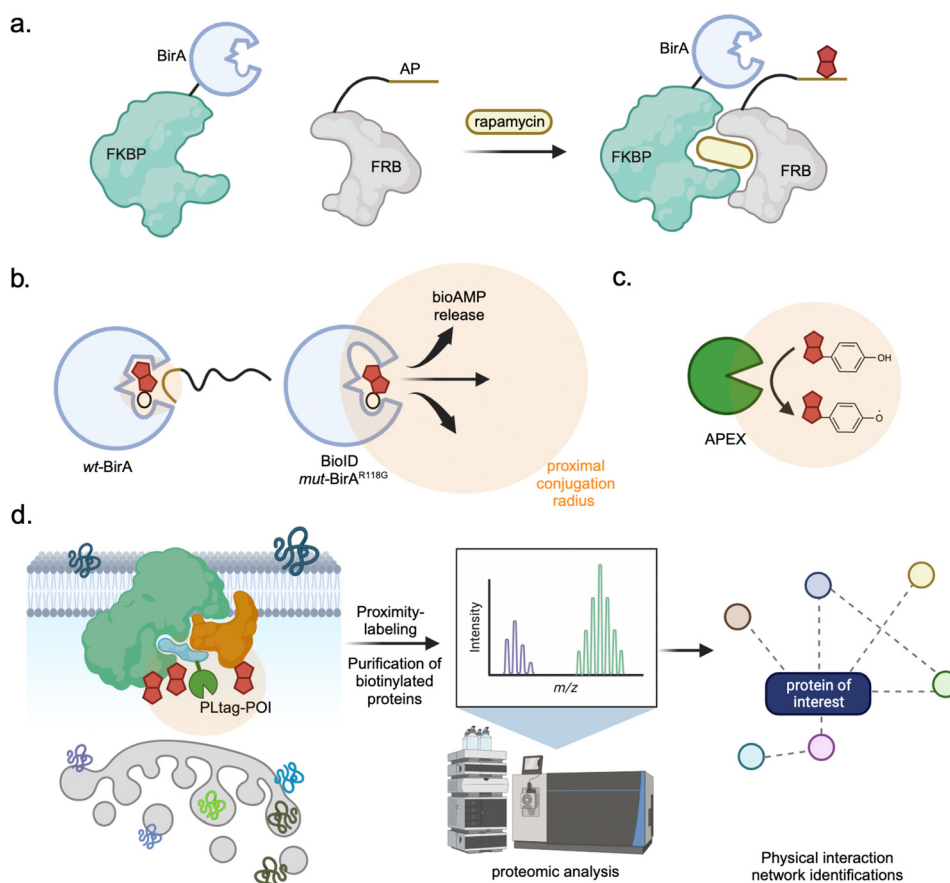 a.
BirA
AP
FKBP
FRB
rapamycin
BirA
FKBP
FRB
b.
wt-BirA
BioID
mut-BirA^R118G
bioAMP
release
proximal
conjugation
radius
c.
OH
O·
APEX
d.
PLtag-POI
Proximity-
labeling
Purification of
biotinylated
proteins
Intensity
m/z
proteomic analysis
protein of
interest
Physical interaction
network identifications